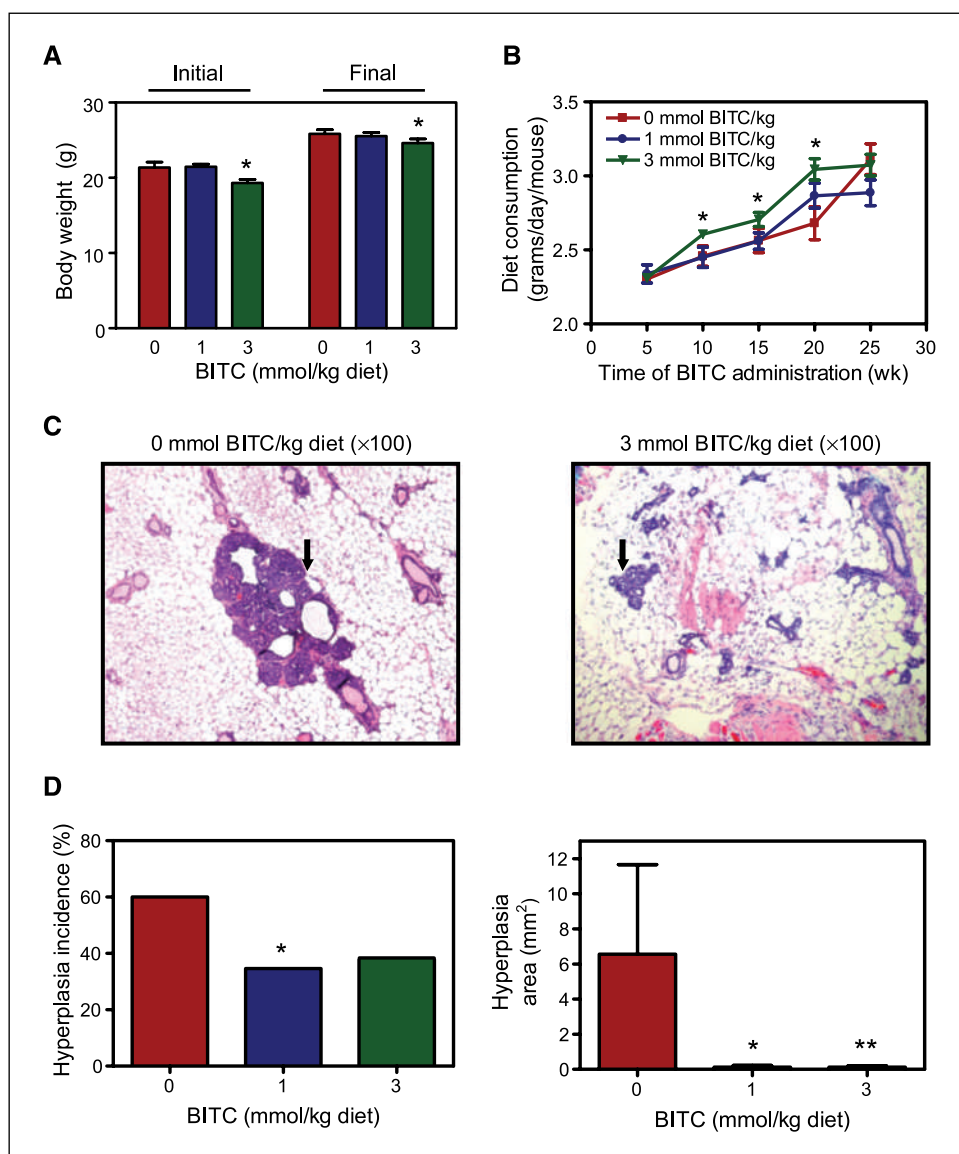 A
Initial
Final
Body weight (g)
30
20
10
0
*
*
0 1 3 0 1 3
BITC (mmol/kg diet)
B
Diet consumption
(grams/day/mouse)
3.5
3.0
2.5
2.0
0 mmol BITC/kg
1 mmol BITC/kg
3 mmol BITC/kg
*
*
*
0 5 10 15 20 25 30
Time of BITC administration (wk)
C
0 mmol BITC/kg diet (×100)
3 mmol BITC/kg diet (×100)
D
Hyperplasia incidence (%)
80
60
40
20
0
*
0 1 3
BITC (mmol/kg diet)
Hyperplasia
area (mm²)
12
10
8
6
4
2
0
* **
0 1 3
BITC (mmol/kg diet)